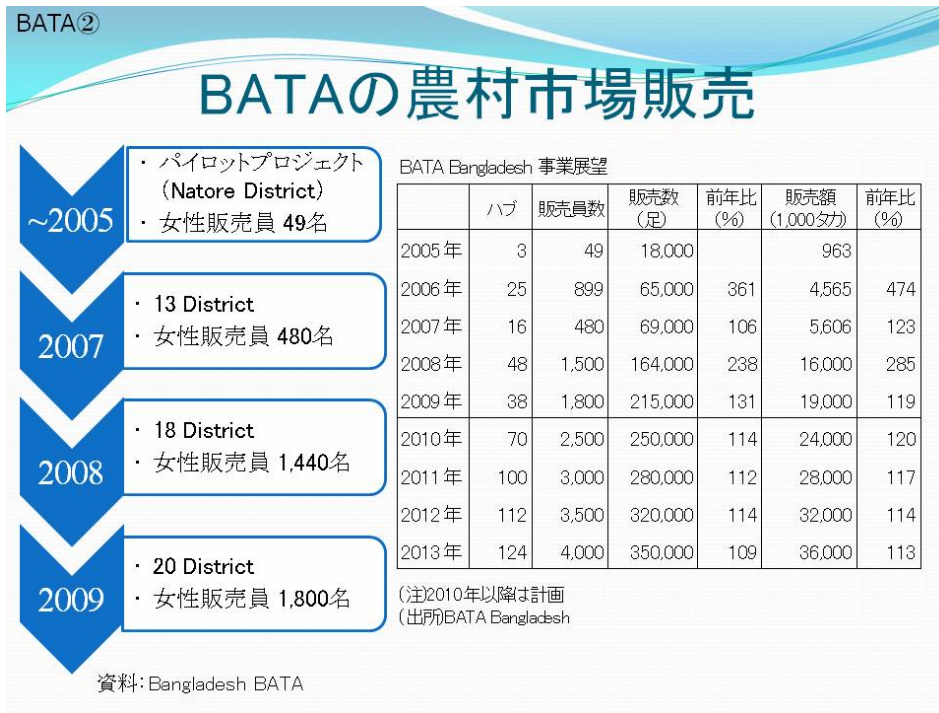 BATA②
BATAの農村市場販売
~2005
・ パイロットプロジェクト
(Natore District)
・ 女性販売員 49名
2007
・ 13 District
・ 女性販売員 480名
2008
・ 18 District
・ 女性販売員 1,440名
2009
・ 20 District
・ 女性販売員 1,800名
資料：Bangladesh BATA
BATA Bangladesh 事業展望
ハブ 販売員数 販売数(足) 前年比(%) 販売額(1,000タカ) 前年比(%)
2005年 3 49 18,000 963
2006年 25 899 65,000 361 4,565 474
2007年 16 480 69,000 106 5,606 123
2008年 48 1,500 164,000 238 16,000 285
2009年 38 1,800 215,000 131 19,000 119
2010年 70 2,500 250,000 114 24,000 120
2011年 100 3,000 280,000 112 28,000 117
2012年 112 3,500 320,000 114 32,000 114
2013年 124 4,000 350,000 109 36,000 113
(注)2010年以降は計画
(出所)BATA Bangladesh